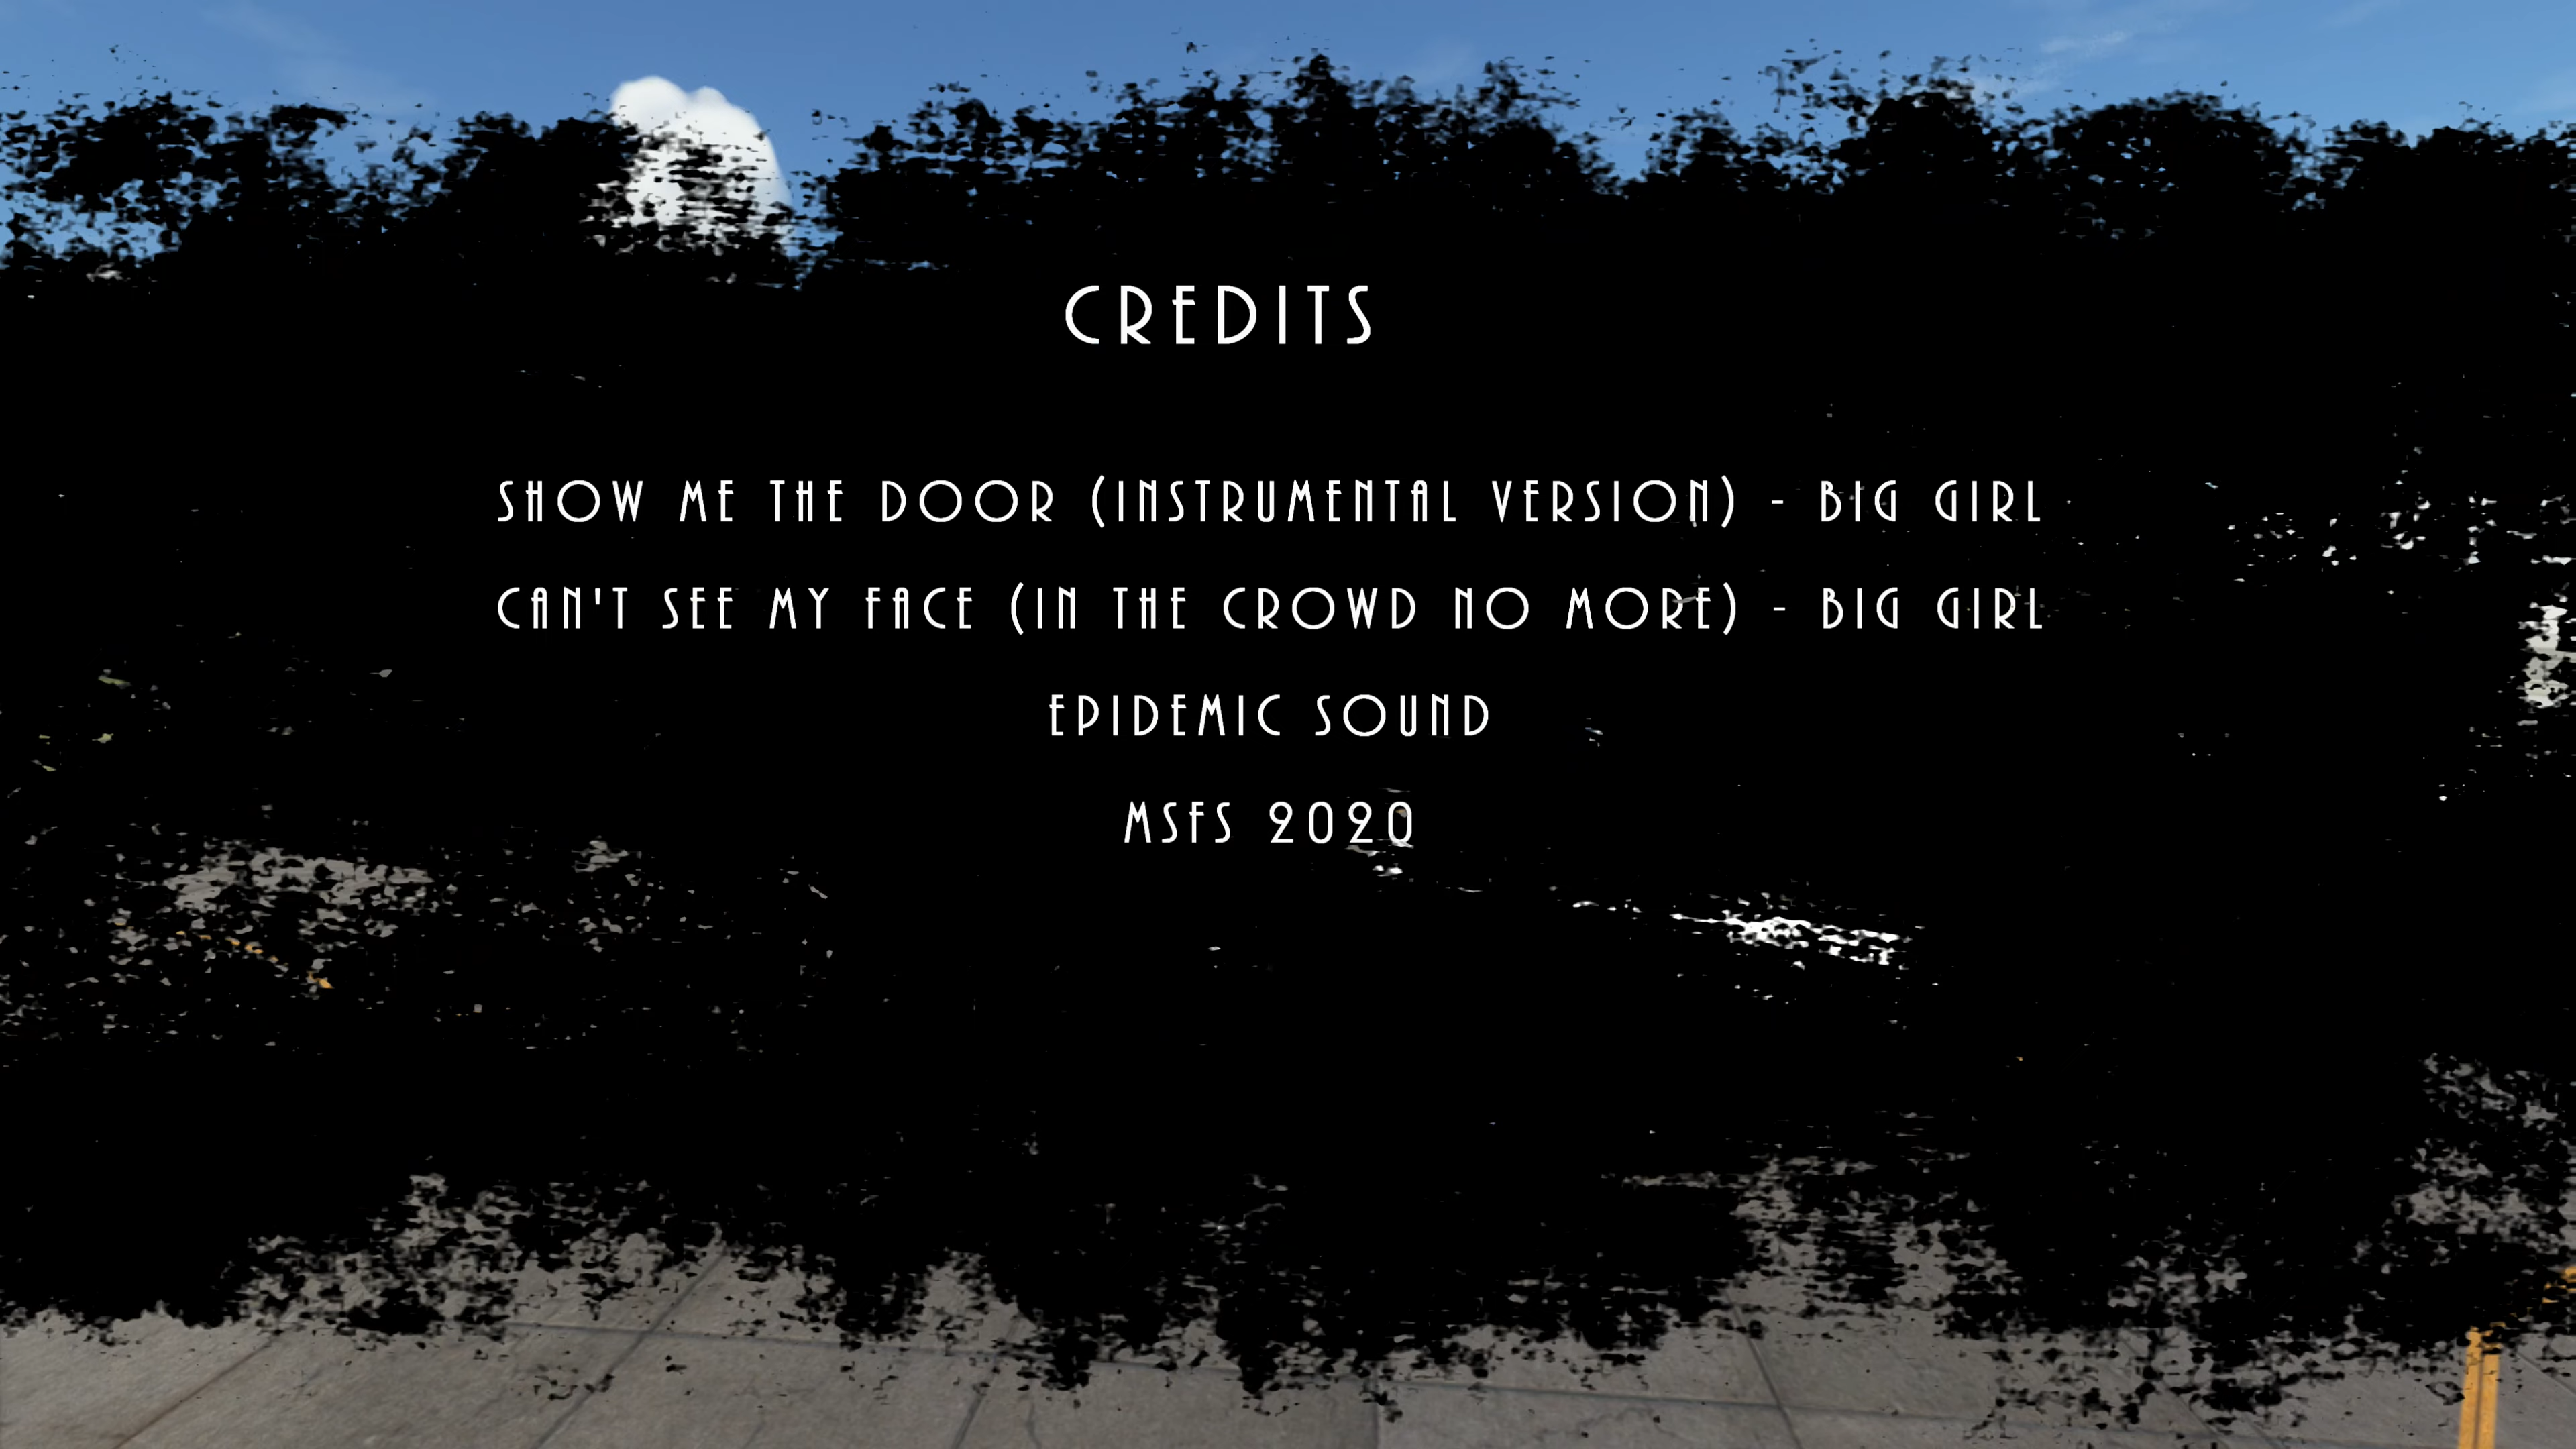 CREDITS
SHOW ME THE DOOR (INSTRUMENTAL VERSION) - BIG GIRL
CAN'T SEE MY FACE (IN THE CROWD NO MORE) - BIG GIRL
EPIDEMIC SOUND
MSFS 2020